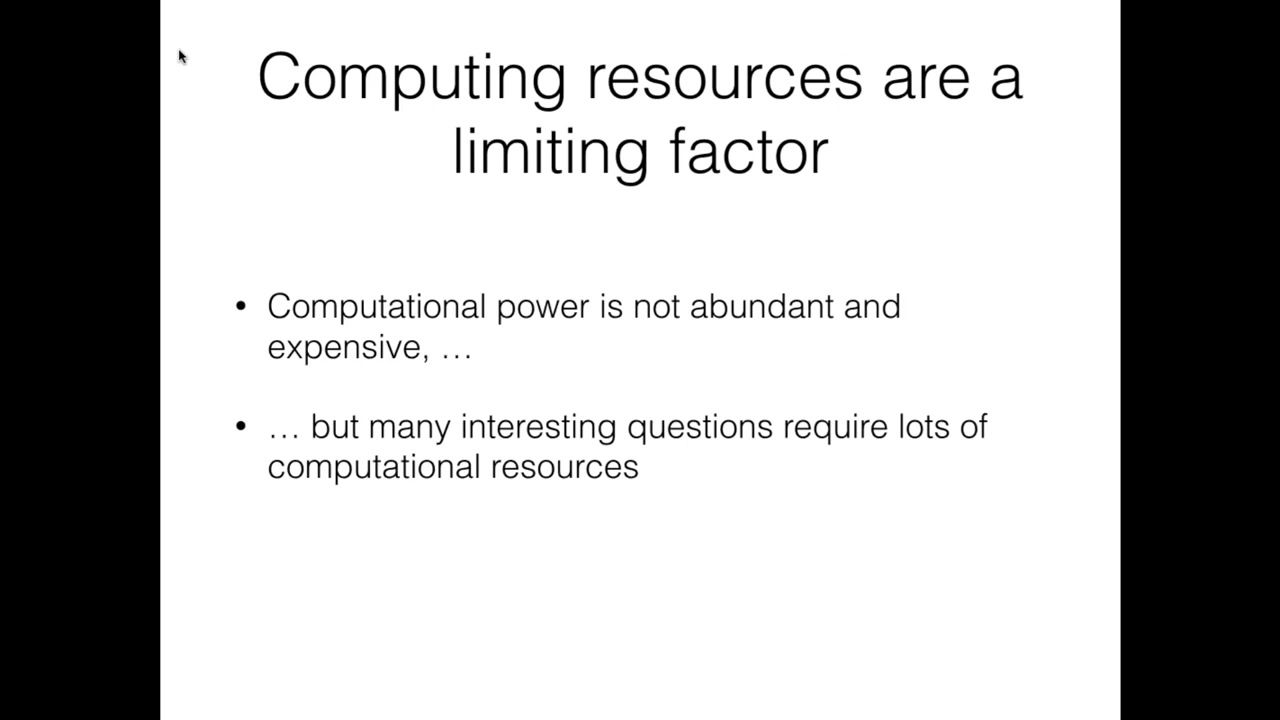 Computing resources are a
limiting factor
• Computational power is not abundant and
expensive, …
• … but many interesting questions require lots of
computational resources